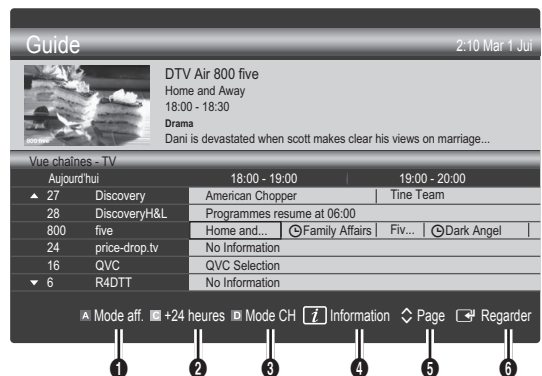 Guide 2:10 Mar 1 Jui
DTV Air 800 five
Home and Away
18:00 - 18:30
Drama
Dani is devastated when scott makes clear his views on marriage...
800 five
Vue chaînes - TV
Aujourd'hui 18:00 - 19:00 19:00 - 20:00
▲ 27 Discovery American Chopper Tine Team
28 DiscoveryH&L Programmes resume at 06:00
800 five Home and... Family Affairs Fiv... Dark Angel
24 price-drop.tv No Information
16 QVC QVC Selection
▼ 6 R4DTT No Information
A Mode aff. C +24 heures D Mode CH i Information Page Regarder
1 2 3 4 5 6